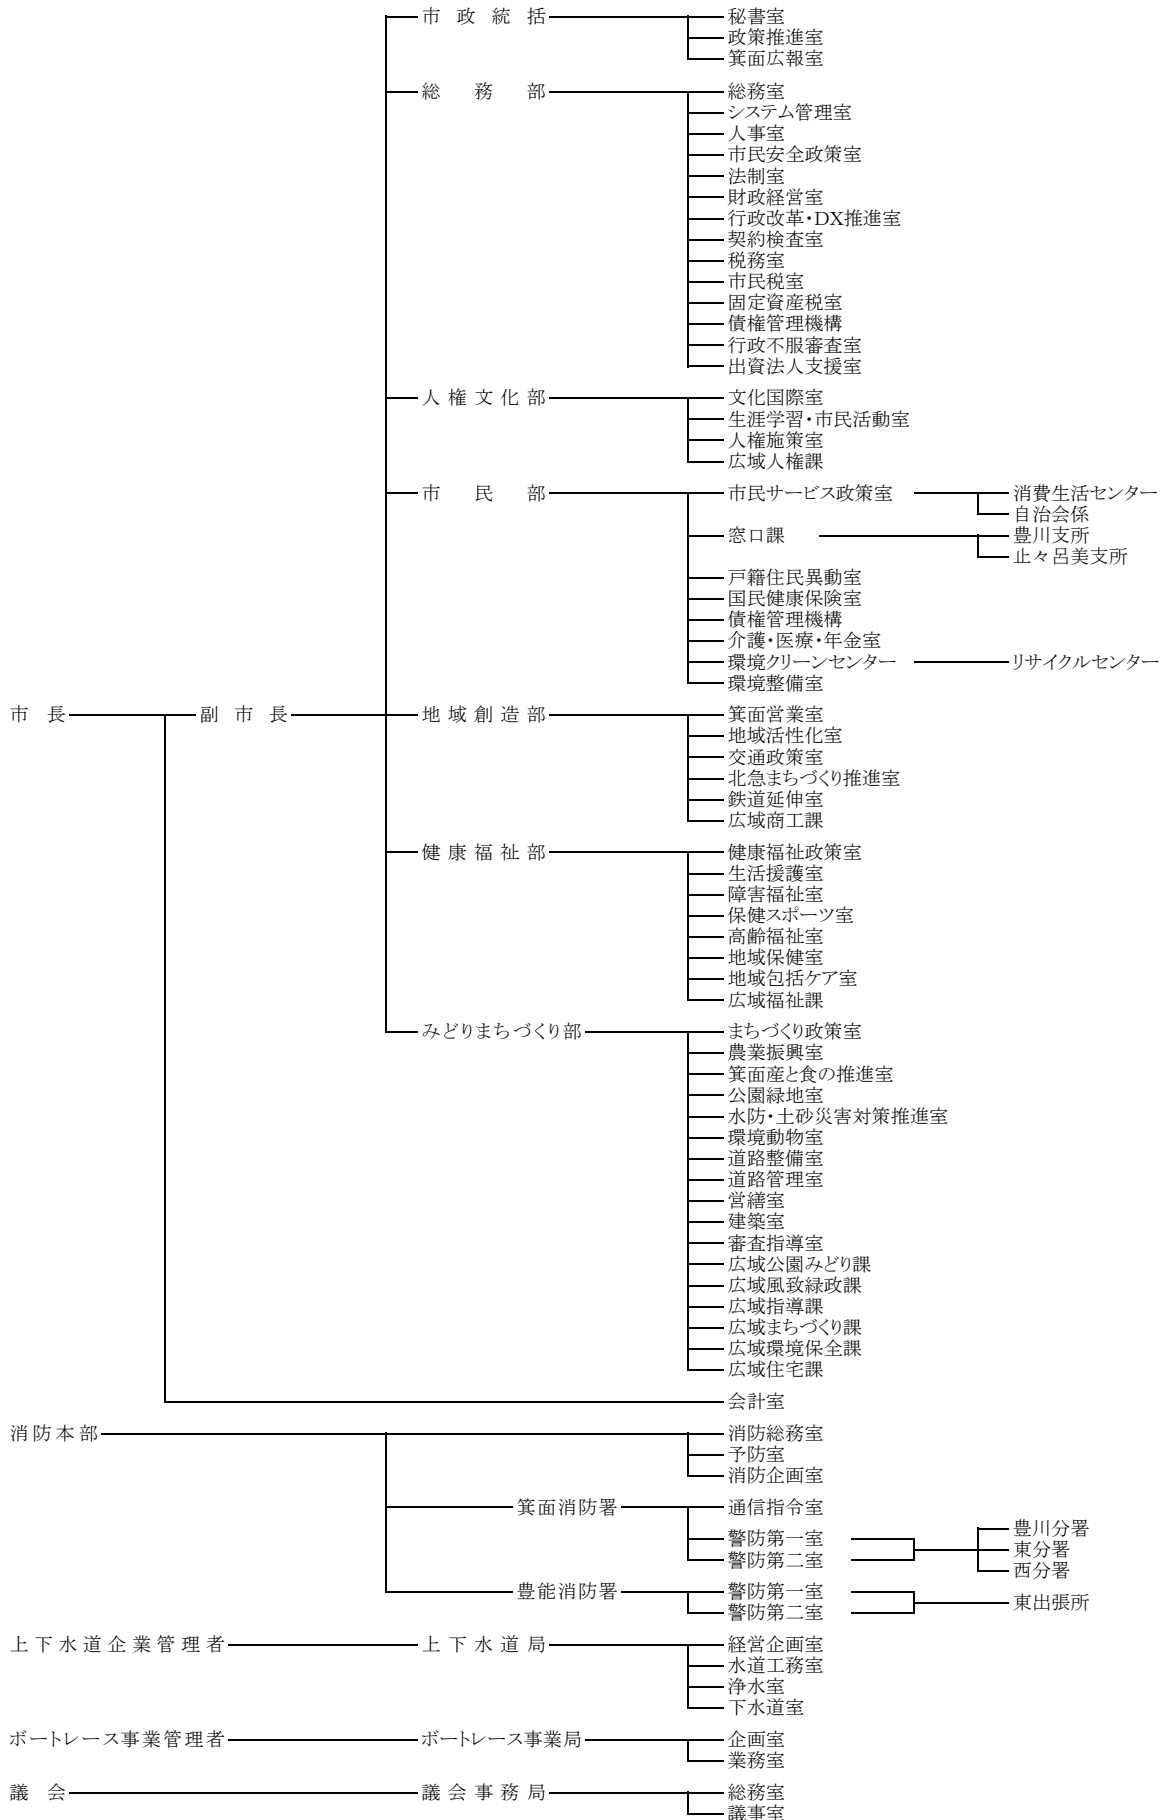 市政統括 秘書室
政策推進室
箕面広報室
総務部 総務室
システム管理室
人事室
市民安全政策室
法制室
財政経営室
行政改革・DX推進室
契約検査室
税務室
市民税室
固定資産税室
債権管理機構
行政不服審査室
出資法人支援室
人権文化部 文化国際室
生涯学習・市民活動室
人権施策室
広域人権課
市民部 市民サービス政策室 消費生活センター
自治会係
窓口課 豊川支所
止々呂美支所
戸籍住民異動室
国民健康保険室
債権管理機構
介護・医療・年金室
環境クリーンセンター リサイクルセンター
環境整備室
市長 副市長 地域創造部 箕面営業室
地域活性化室
交通政策室
北急まちづくり推進室
鉄道延伸室
広域商工課
健康福祉部 健康福祉政策室
生活援護室
障害福祉室
保健スポーツ室
高齢福祉室
地域保健室
地域包括ケア室
広域福祉課
みどりまちづくり部 まちづくり政策室
農業振興室
箕面産と食の推進室
公園緑地室
水防・土砂災害対策推進室
環境動物室
道路整備室
道路管理室
営繕室
建築室
審査指導室
広域公園みどり課
広域風致緑政課
広域指導課
広域まちづくり課
広域環境保全課
広域住宅課
会計室
消防本部 消防総務室
予防室
消防企画室
箕面消防署 通信指令室
警防第一室 豊川分署
警防第二室 東分署
西分署
豊能消防署 警防第一室 東出張所
警防第二室
上下水道企業管理者 上下水道局 経営企画室
水道工務室
浄水室
下水道室
ボートレース事業管理者 ボートレース事業局 企画室
業務室
議会 議会事務局 総務室
議事室